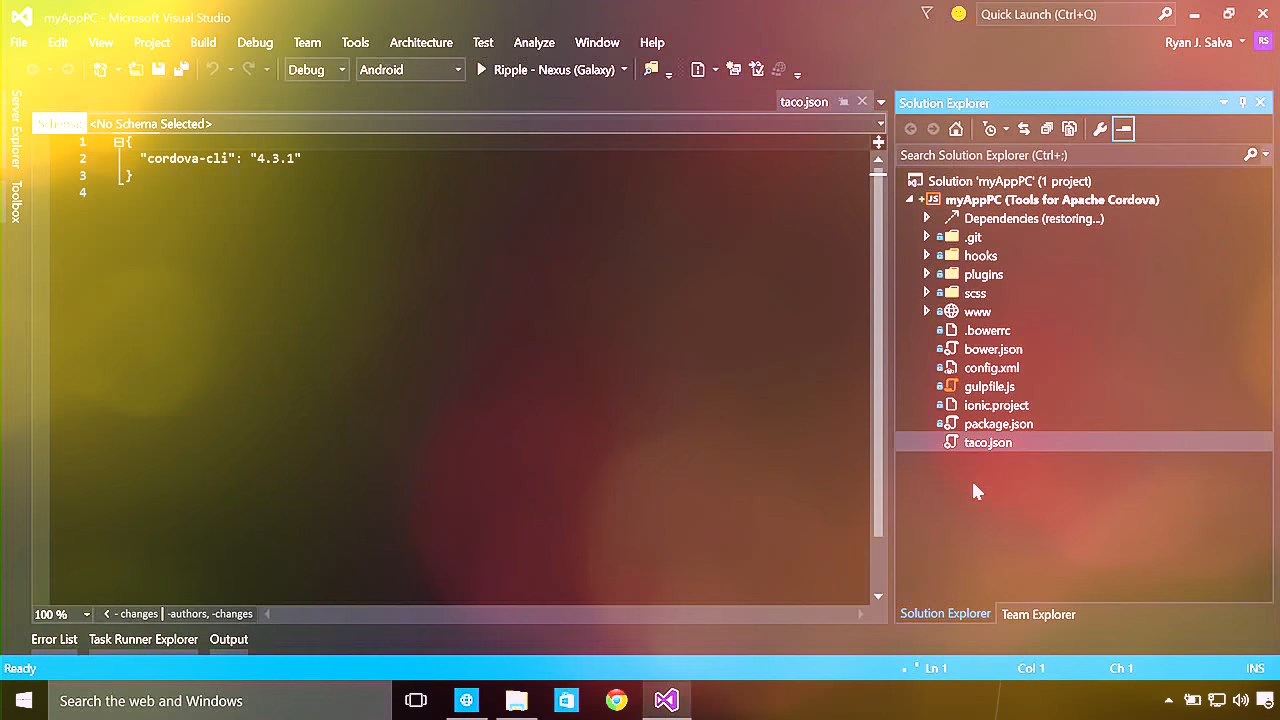 myAppPC - Microsoft Visual Studio
Quick Launch (Ctrl+Q)
File Edit View Project Build Debug Team Tools Architecture Test Analyze Window Help
Ryan J. Salva RS
Debug Android Ripple - Nexus (Galaxy)
Server Explorer
Toolbox
taco.json
Schema: <No Schema Selected>
1 {
2 "cordova-cli": "4.3.1"
3 }
4
100 % - changes | -authors, -changes
Solution Explorer
Search Solution Explorer (Ctrl+;)
Solution 'myAppPC' (1 project)
JS myAppPC (Tools for Apache Cordova)
Dependencies (restoring...)
.git
hooks
plugins
scss
www
.bowerrc
bower.json
config.xml
gulpfile.js
ionic.project
package.json
taco.json
Solution Explorer Team Explorer
Error List Task Runner Explorer Output
Ready Ln 1 Col 1 Ch 1 INS
Search the web and Windows